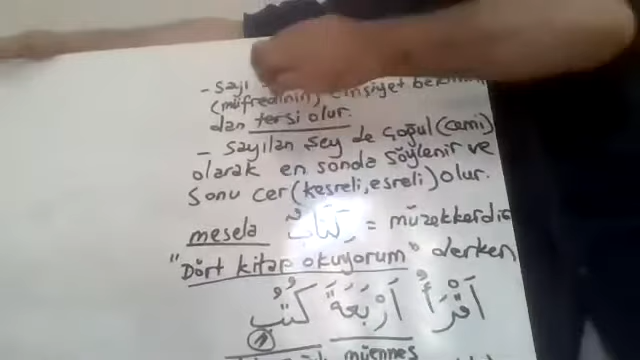 - sayı
(müfredinin) cinsiyet
dan tersi olur.
- Sayılan şey de çoğul (cemi)
olarak en sonda söylenir ve
sonu cer (kesreli, esreli) olur.
mesela كِتَابٌ = müzekkerdir
"Dört kitap okuyorum" derken
اَقْرَأُ اَرْبَعَةَ كُتُبٍ
müennes